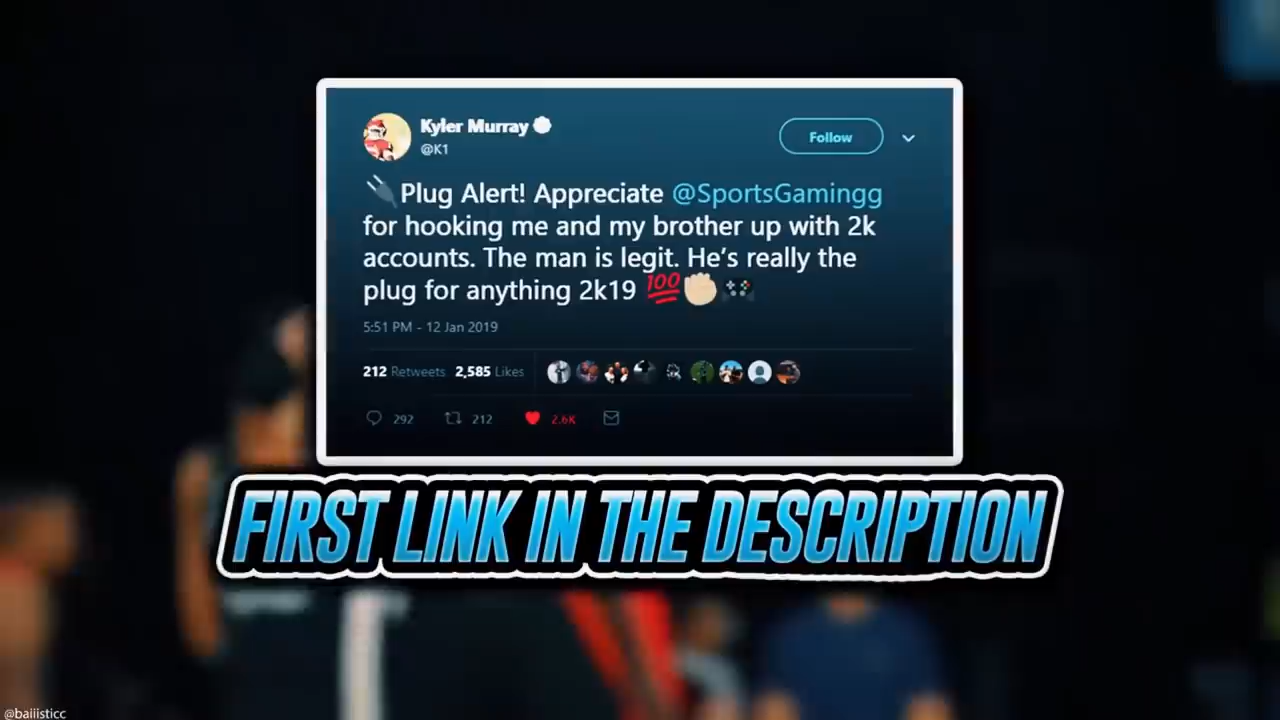 Kyler Murray
@K1
Follow
Plug Alert! Appreciate @SportsGamingg
for hooking me and my brother up with 2k
accounts. The man is legit. He's really the
plug for anything 2k19 💯✊🏻🎮
5:51 PM - 12 Jan 2019
212 Retweets 2,585 Likes
292 212 2.6K
FIRST LINK IN THE DESCRIPTION
@baiiisticc